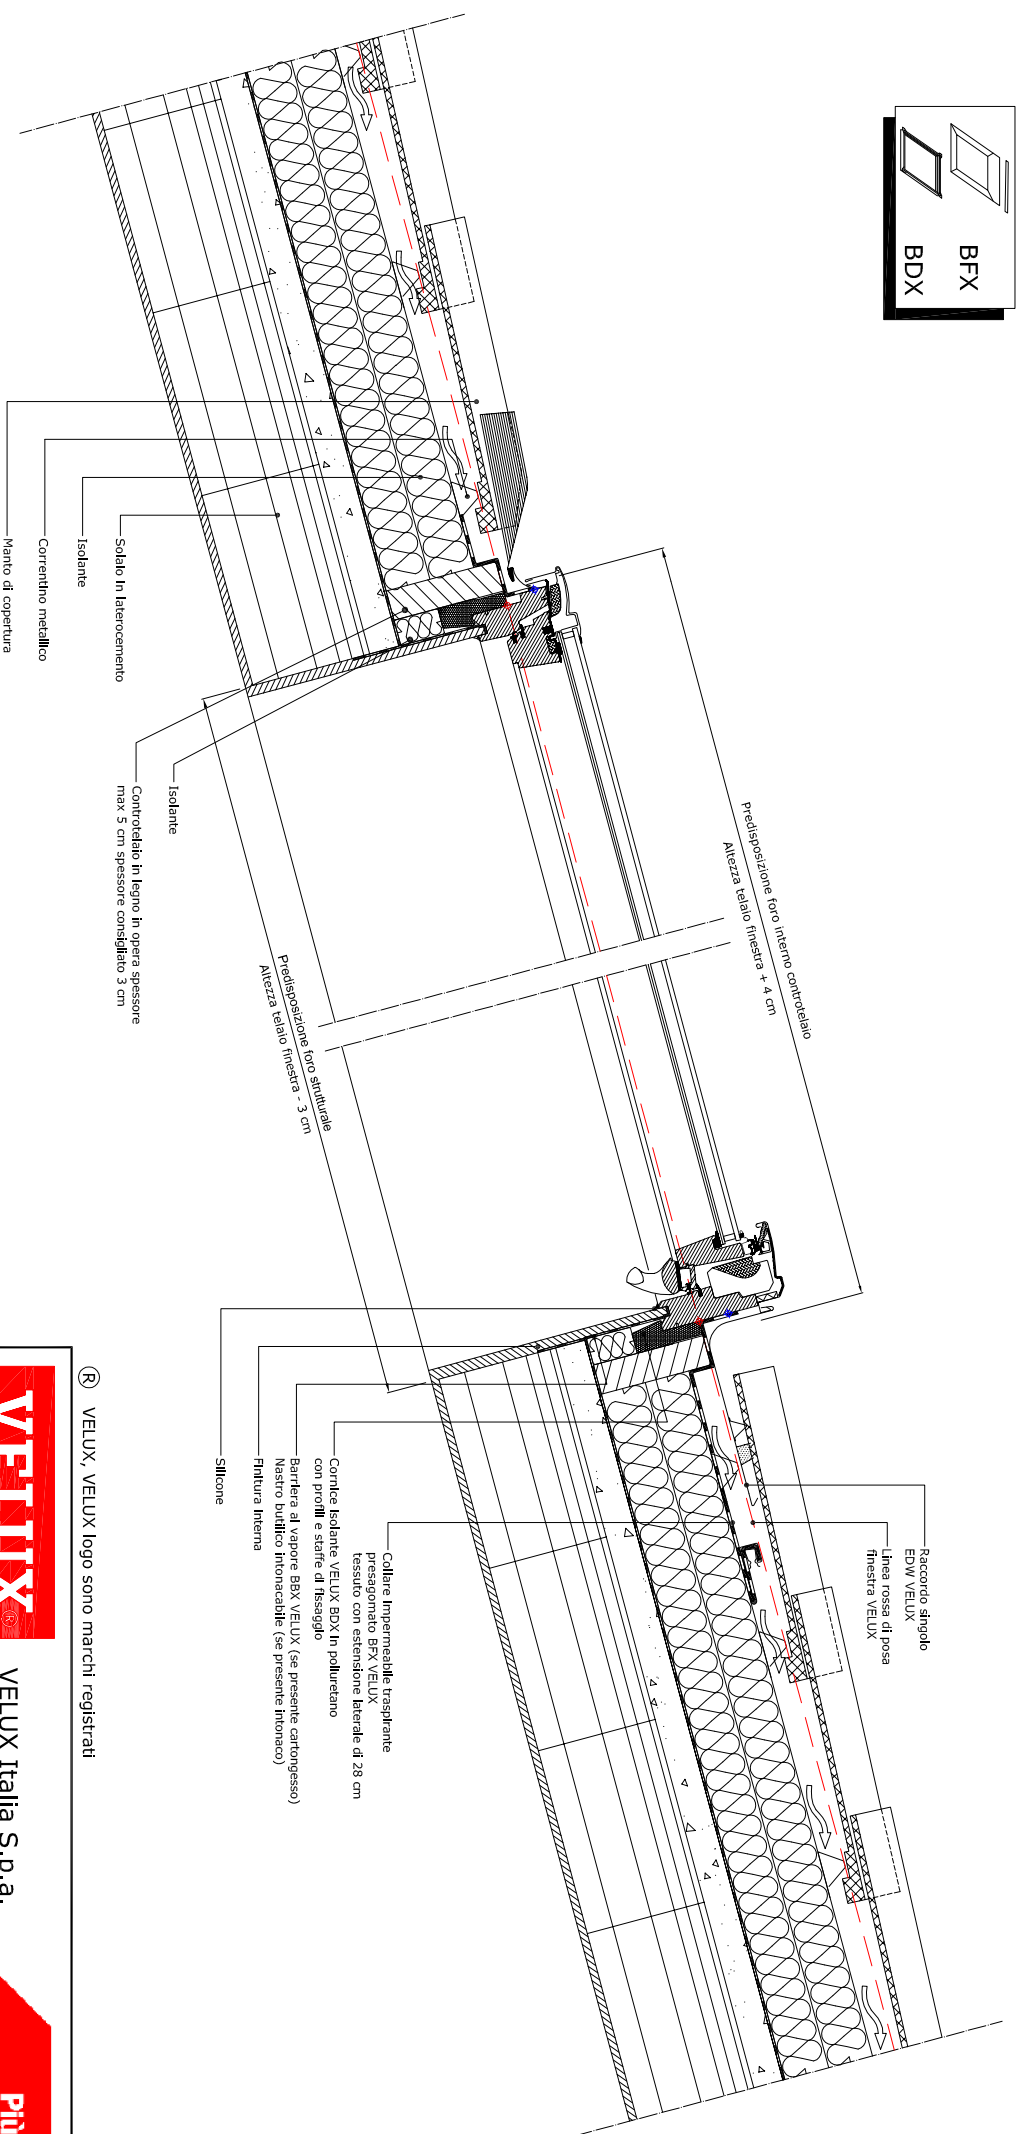 BFX
BDX
Predisposizione foro interno controtelaio
Altezza telaio finestra + 4 cm
Predisposizione foro strutturale
Altezza telaio finestra - 3 cm
Raccordo singolo
EDW VELUX
Linea rossa di posa
finestra VELUX
Isolante
Controtelaio in legno in opera spessore
max 5 cm spessore consigliato 3 cm
Solaio in laterocemento
Isolante
Correntino metallico
Manto di copertura
Collare impermeabile traspirante
presagomato BFX VELUX
tessuto con estensione laterale di 28 cm
Cornice isolante VELUX BDX in poliuretano
con profili e staffe di fissaggio
Barriera al vapore BBX VELUX (se presente cartongesso)
Nastro butilico intonacabile (se presente intonaco)
Finitura interna
Silicone
® VELUX, VELUX logo sono marchi registrati
VELUX®
VELUX Italia S.p.a.
Più